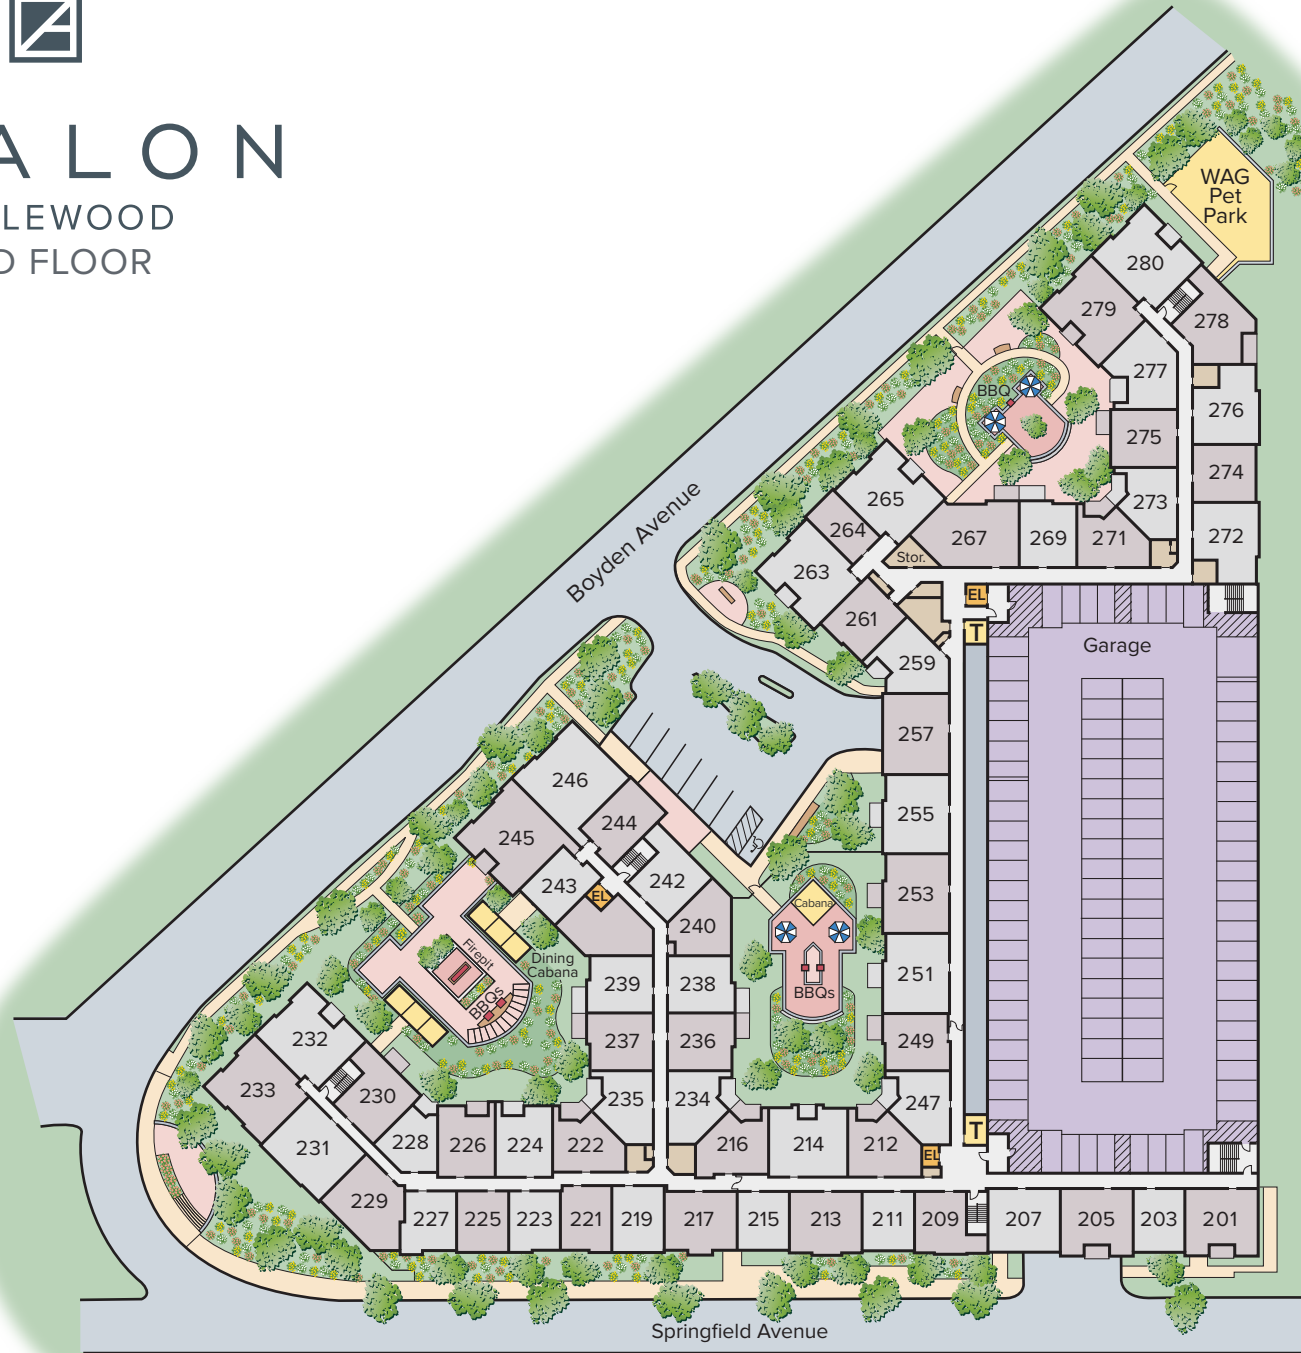 ALON
LEWOOD
D FLOOR
WAG
Pet
Park
280
279
278
277
BBQ
276
275
274
265
273
264
267
269
271
272
Stor.
263
Boyden Avenue
EL
261
T
Garage
259
257
246
255
244
245
242
243
EL
253
Cabana
240
Firepit
Dining
Cabana
239
238
251
BBQs
BBQs
232
237
236
249
233
230
235
234
247
228
226
224
222
216
214
212
T
231
EL
229
227
225
223
221
219
217
215
213
211
209
207
205
203
201
Springfield Avenue